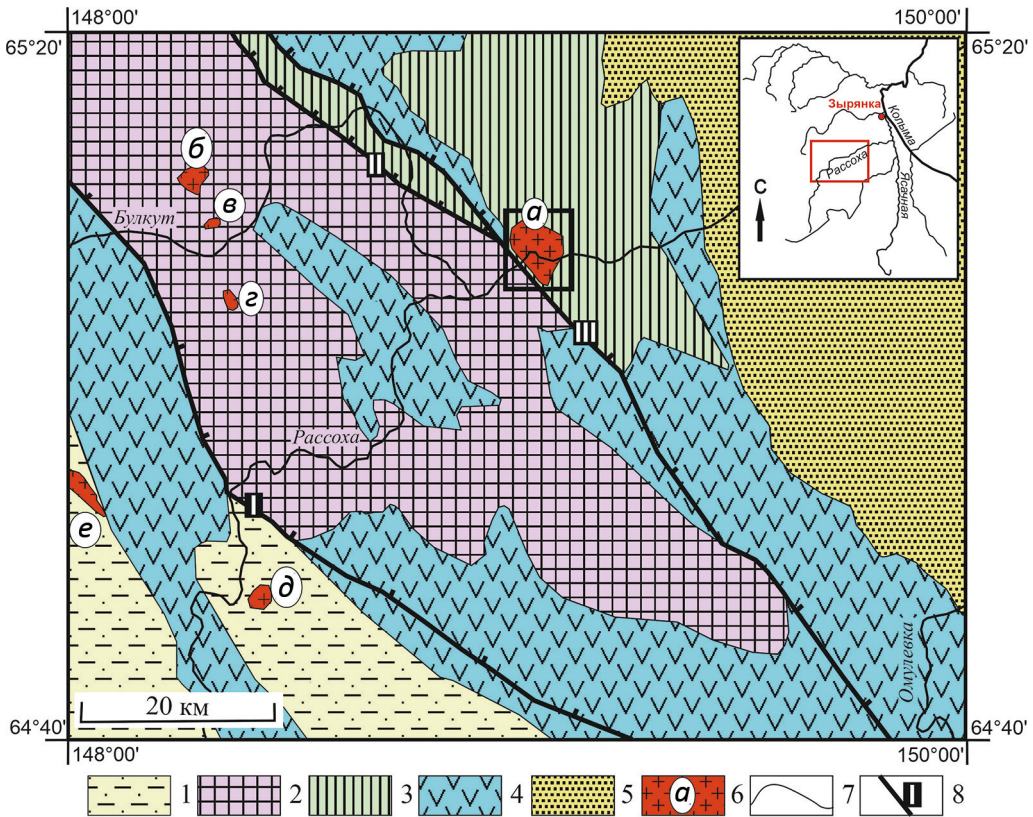 148°00' 150°00'
65°20' 65°20'
Зырянка
Колыма
Рассоха
Ясачная
С
б
в
Булкут
II
а
г
III
Рассоха
I
е
д
Омулевка
20 км
64°40' 64°40'
148°00' 150°00'
1 2 3 4 5 а 6 7 I 8